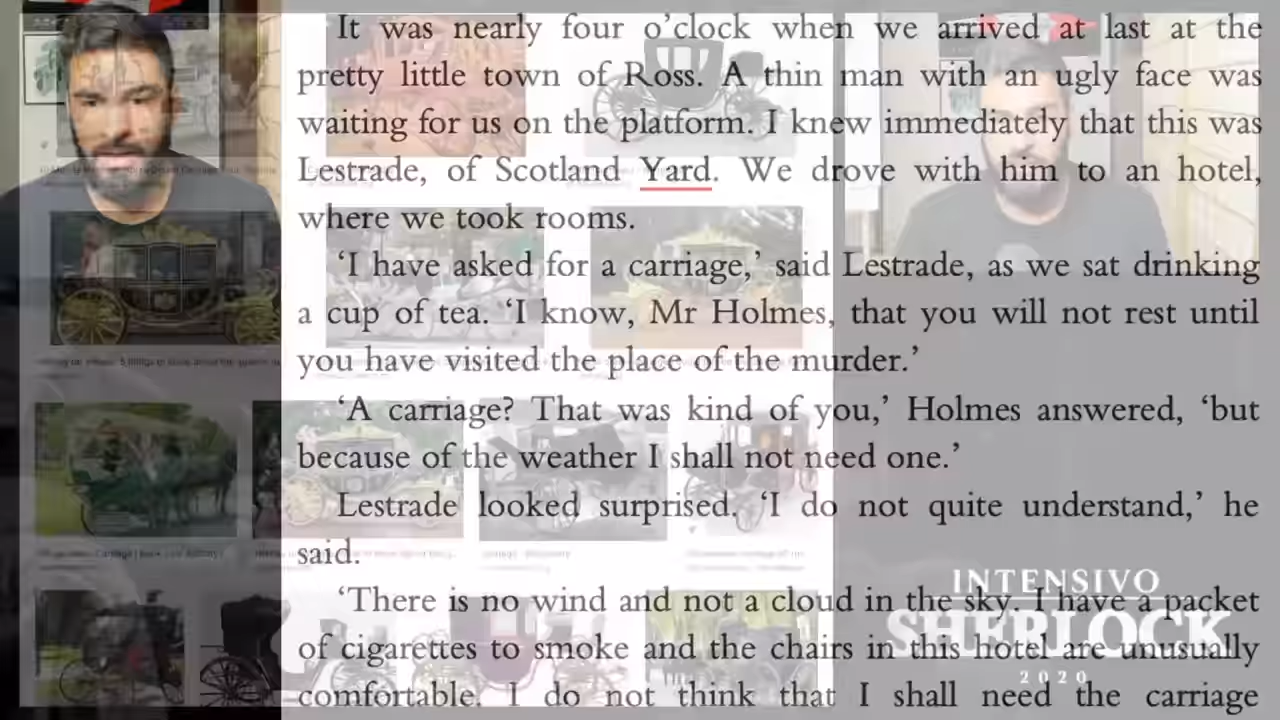 It was nearly four o’clock when we arrived at last at the
pretty little town of Ross. A thin man with an ugly face was
waiting for us on the platform. I knew immediately that this was
Lestrade, of Scotland Yard. We drove with him to an hotel,
where we took rooms.
‘I have asked for a carriage,’ said Lestrade, as we sat drinking
a cup of tea. ‘I know, Mr Holmes, that you will not rest until
you have visited the place of the murder.’
‘A carriage? That was kind of you,’ Holmes answered, ‘but
because of the weather I shall not need one.’
Lestrade looked surprised. ‘I do not quite understand,’ he
said.
‘There is no wind and not a cloud in the sky. I have a packet
of cigarettes to smoke and the chairs in this hotel are unusually
comfortable. I do not think that I shall need the carriage
INTENSIVO
SHERLOCK
2020